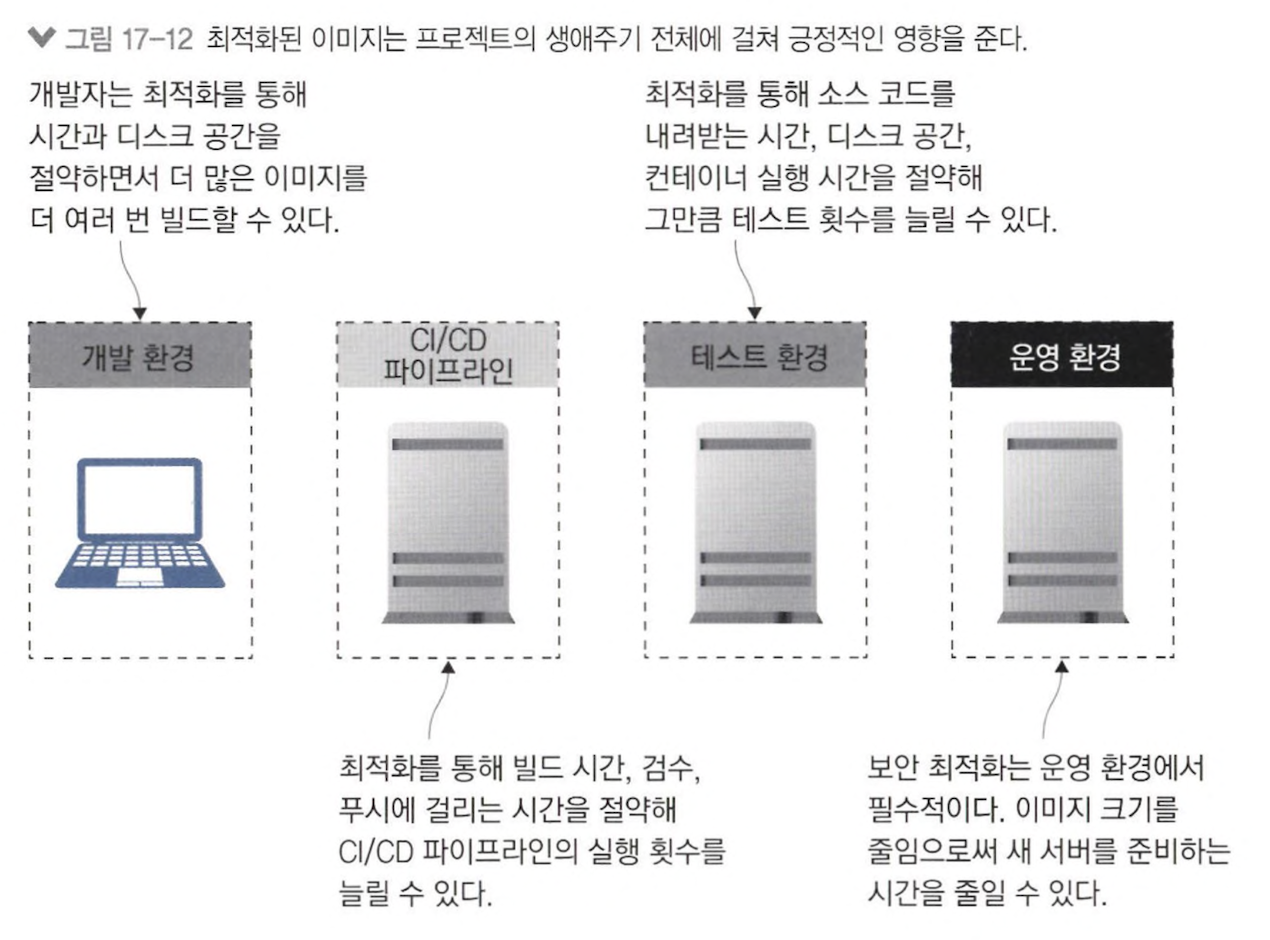 그림 17-12 최적화된 이미지는 프로젝트의 생애주기 전체에 걸쳐 긍정적인 영향을 준다.
개발자는 최적화를 통해
시간과 디스크 공간을
절약하면서 더 많은 이미지를
더 여러 번 빌드할 수 있다.
최적화를 통해 소스 코드를
내려받는 시간, 디스크 공간,
컨테이너 실행 시간을 절약해
그만큼 테스트 횟수를 늘릴 수 있다.
개발 환경
CI/CD
파이프라인
테스트 환경
운영 환경
최적화를 통해 빌드 시간, 검수,
푸시에 걸리는 시간을 절약해
CI/CD 파이프라인의 실행 횟수를
늘릴 수 있다.
보안 최적화는 운영 환경에서
필수적이다. 이미지 크기를
줄임으로써 새 서버를 준비하는
시간을 줄일 수 있다.